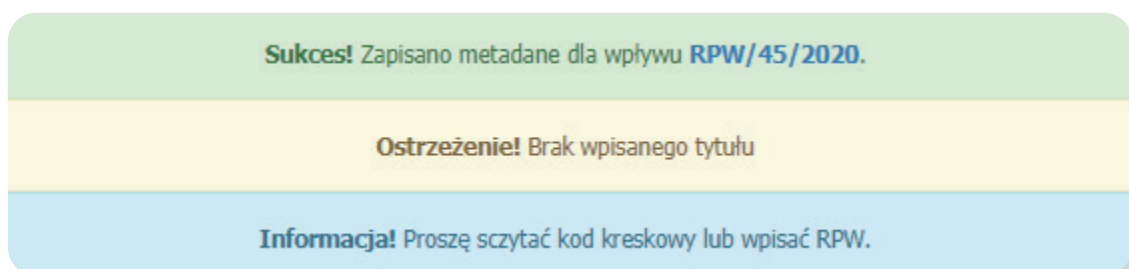 Sukces! Zapisano metadane dla wpływu RPW/45/2020.
Ostrzeżenie! Brak wpisanego tytułu
Informacja! Proszę sczytać kod kreskowy lub wpisać RPW.